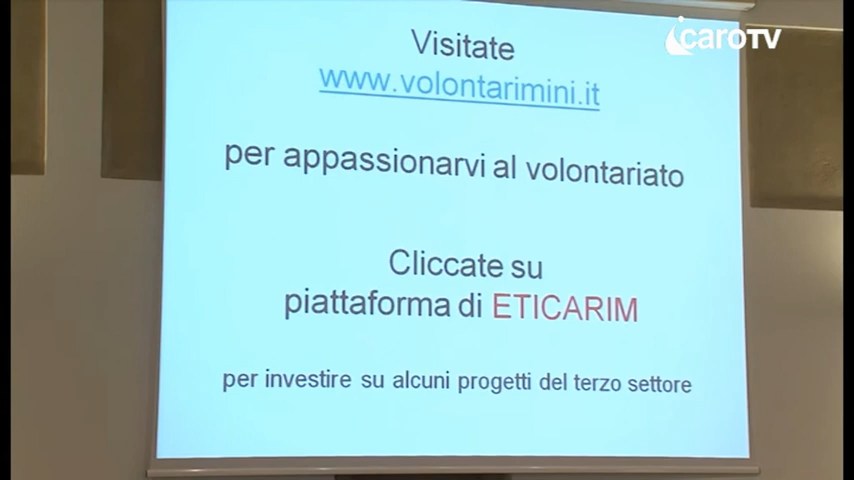 Visitate
www.volontarimini.it
per appassionarvi al volontariato
Cliccate su
piattaforma di ETICARIM
per investire su alcuni progetti del terzo settore
icaroTV